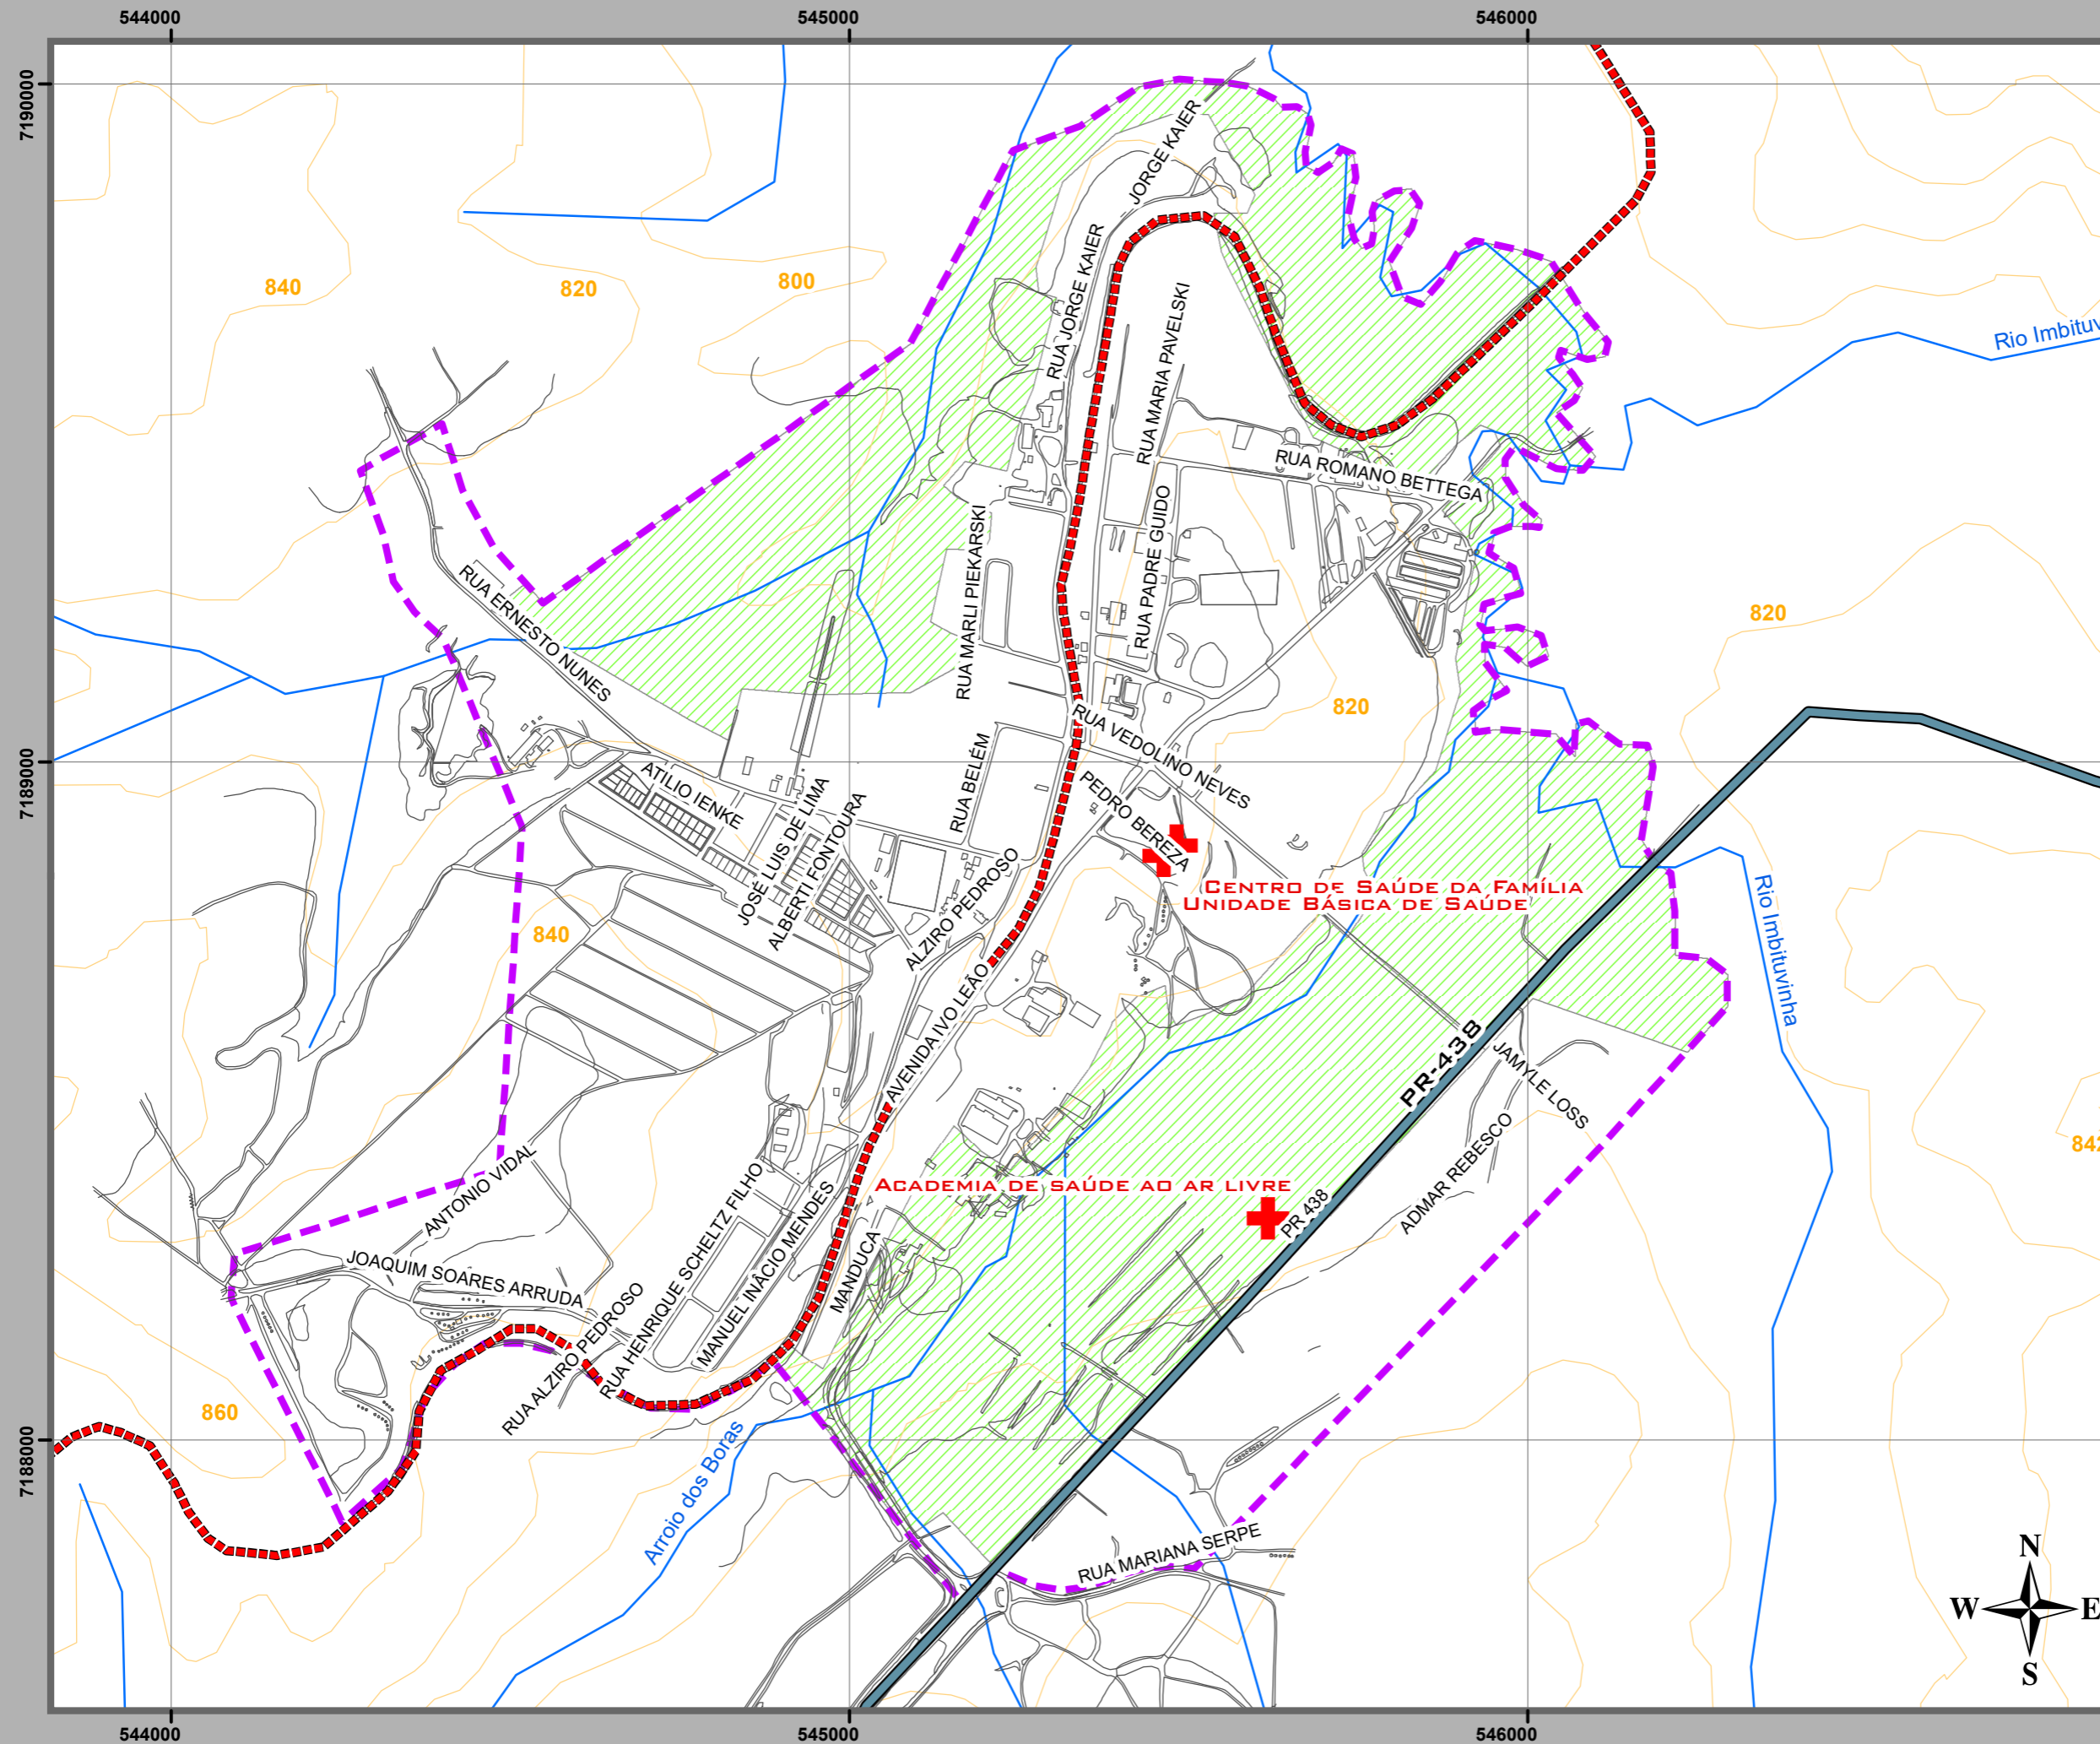 544000
545000
546000
7190000
JORGE KAIER
RUA JORGE KAIER
840
820
800
RUA MARIA PAVELSKI
Rio Imbituv
RUA ROMANO BETTEGA
RUA MARLI PIEKARSKI
RUA PADRE GUIDO
RUA ERNESTO NUNES
820
820
RUA VEDOLINO NEVES
7189000
ATILIO IENKE
RUA BELÉM
PEDRO BEREZA
JOSÉ LUIS DE LIMA
ALBERTI FONTOURA
ALZIRO PEDROSO
CENTRO DE SAÚDE DA FAMÍLIA
UNIDADE BÁSICA DE SAÚDE
Rio Imbituvinha
840
AVENIDA IVO LEÃO
PR-438
JAMYLE LOSS
842
ADMAR REBESCO
ANTONIO VIDAL
ACADEMIA DE SAÚDE AO AR LIVRE
PR 438
RUA HENRIQUE SCHELTZ FILHO
MANUEL INÂCIO MENDES
MANDUCA
JOAQUIM SOARES ARRUDA
RUA ALZIRO PEDROSO
860
7188000
Arroio dos Boras
RUA MARIANA SERPE
N
W
E
S
544000
545000
546000